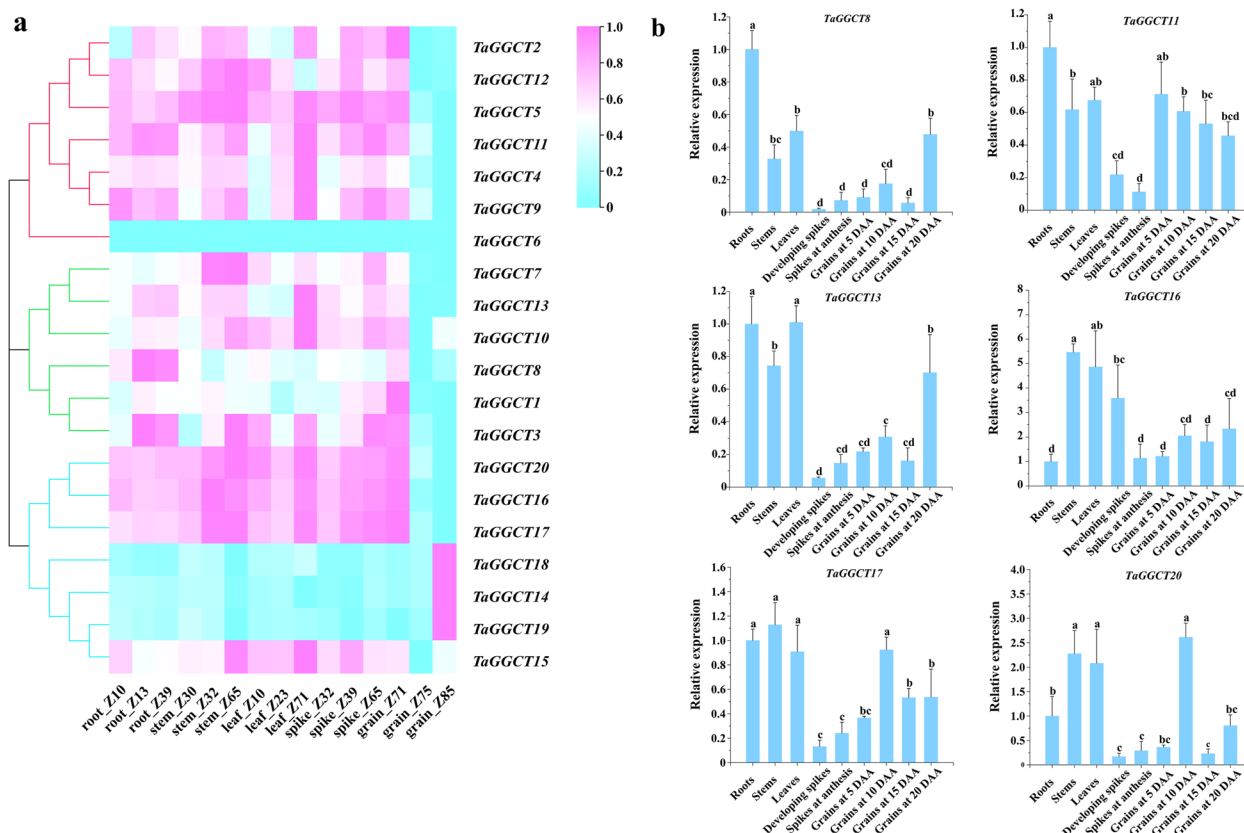 a
1.0
0.8
0.6
0.4
0.2
0
TaGGCT2
TaGGCT12
TaGGCT5
TaGGCT11
TaGGCT4
TaGGCT9
TaGGCT6
TaGGCT7
TaGGCT13
TaGGCT10
TaGGCT8
TaGGCT1
TaGGCT3
TaGGCT20
TaGGCT16
TaGGCT17
TaGGCT18
TaGGCT14
TaGGCT19
TaGGCT15
root_Z10
root_Z13
root_Z39
stem_Z30
stem_Z32
stem_Z65
leaf_Z10
leaf_Z23
leaf_Z71
spike_Z32
spike_Z39
spike_Z65
grain_Z71
grain_Z75
grain_Z85
b
TaGGCT8
Relative expression
1.2
1.0
0.8
0.6
0.4
0.2
0
a
bc
b
d
d
d
cd
d
b
Roots
Stems
Leaves
Developing spikes
Spikes at anthesis
Grains at 5 DAA
Grains at 10 DAA
Grains at 15 DAA
Grains at 20 DAA
TaGGCT11
Relative expression
1.2
1.0
0.8
0.6
0.4
0.2
0
a
b
ab
cd
d
ab
b
bc
bcd
Roots
Stems
Leaves
Developing spikes
Spikes at anthesis
Grains at 5 DAA
Grains at 10 DAA
Grains at 15 DAA
Grains at 20 DAA
TaGGCT13
Relative expression
1.2
1.0
0.8
0.6
0.4
0.2
0
a
b
a
d
cd
cd
c
cd
b
Roots
Stems
Leaves
Developing spikes
Spikes at anthesis
Grains at 5 DAA
Grains at 10 DAA
Grains at 15 DAA
Grains at 20 DAA
TaGGCT16
Relative expression
8
7
6
5
4
3
2
1
0
d
a
ab
bc
d
d
cd
d
cd
Roots
Stems
Leaves
Developing spikes
Spikes at anthesis
Grains at 5 DAA
Grains at 10 DAA
Grains at 15 DAA
Grains at 20 DAA
TaGGCT17
Relative expression
1.6
1.4
1.2
1.0
0.8
0.6
0.4
0.2
0
a
a
a
c
c
bc
a
b
b
Roots
Stems
Leaves
Developing spikes
Spikes at anthesis
Grains at 5 DAA
Grains at 10 DAA
Grains at 15 DAA
Grains at 20 DAA
TaGGCT20
Relative expression
4.0
3.5
3.0
2.5
2.0
1.5
1.0
0.5
0
b
a
a
c
c
bc
a
c
bc
Roots
Stems
Leaves
Developing spikes
Spikes at anthesis
Grains at 5 DAA
Grains at 10 DAA
Grains at 15 DAA
Grains at 20 DAA